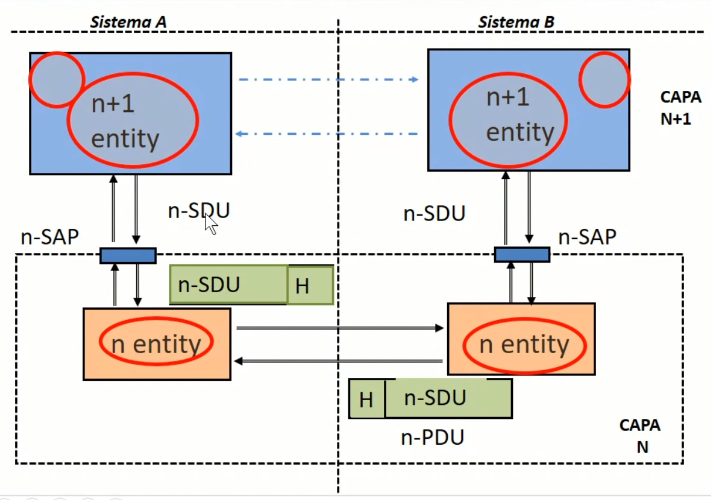 Sistema A
Sistema B
n+1
entity
n+1
entity
CAPA
N+1
n-SDU
n-SDU
n-SAP
n-SAP
n-SDU H
n entity
n entity
H n-SDU
n-PDU
CAPA
N